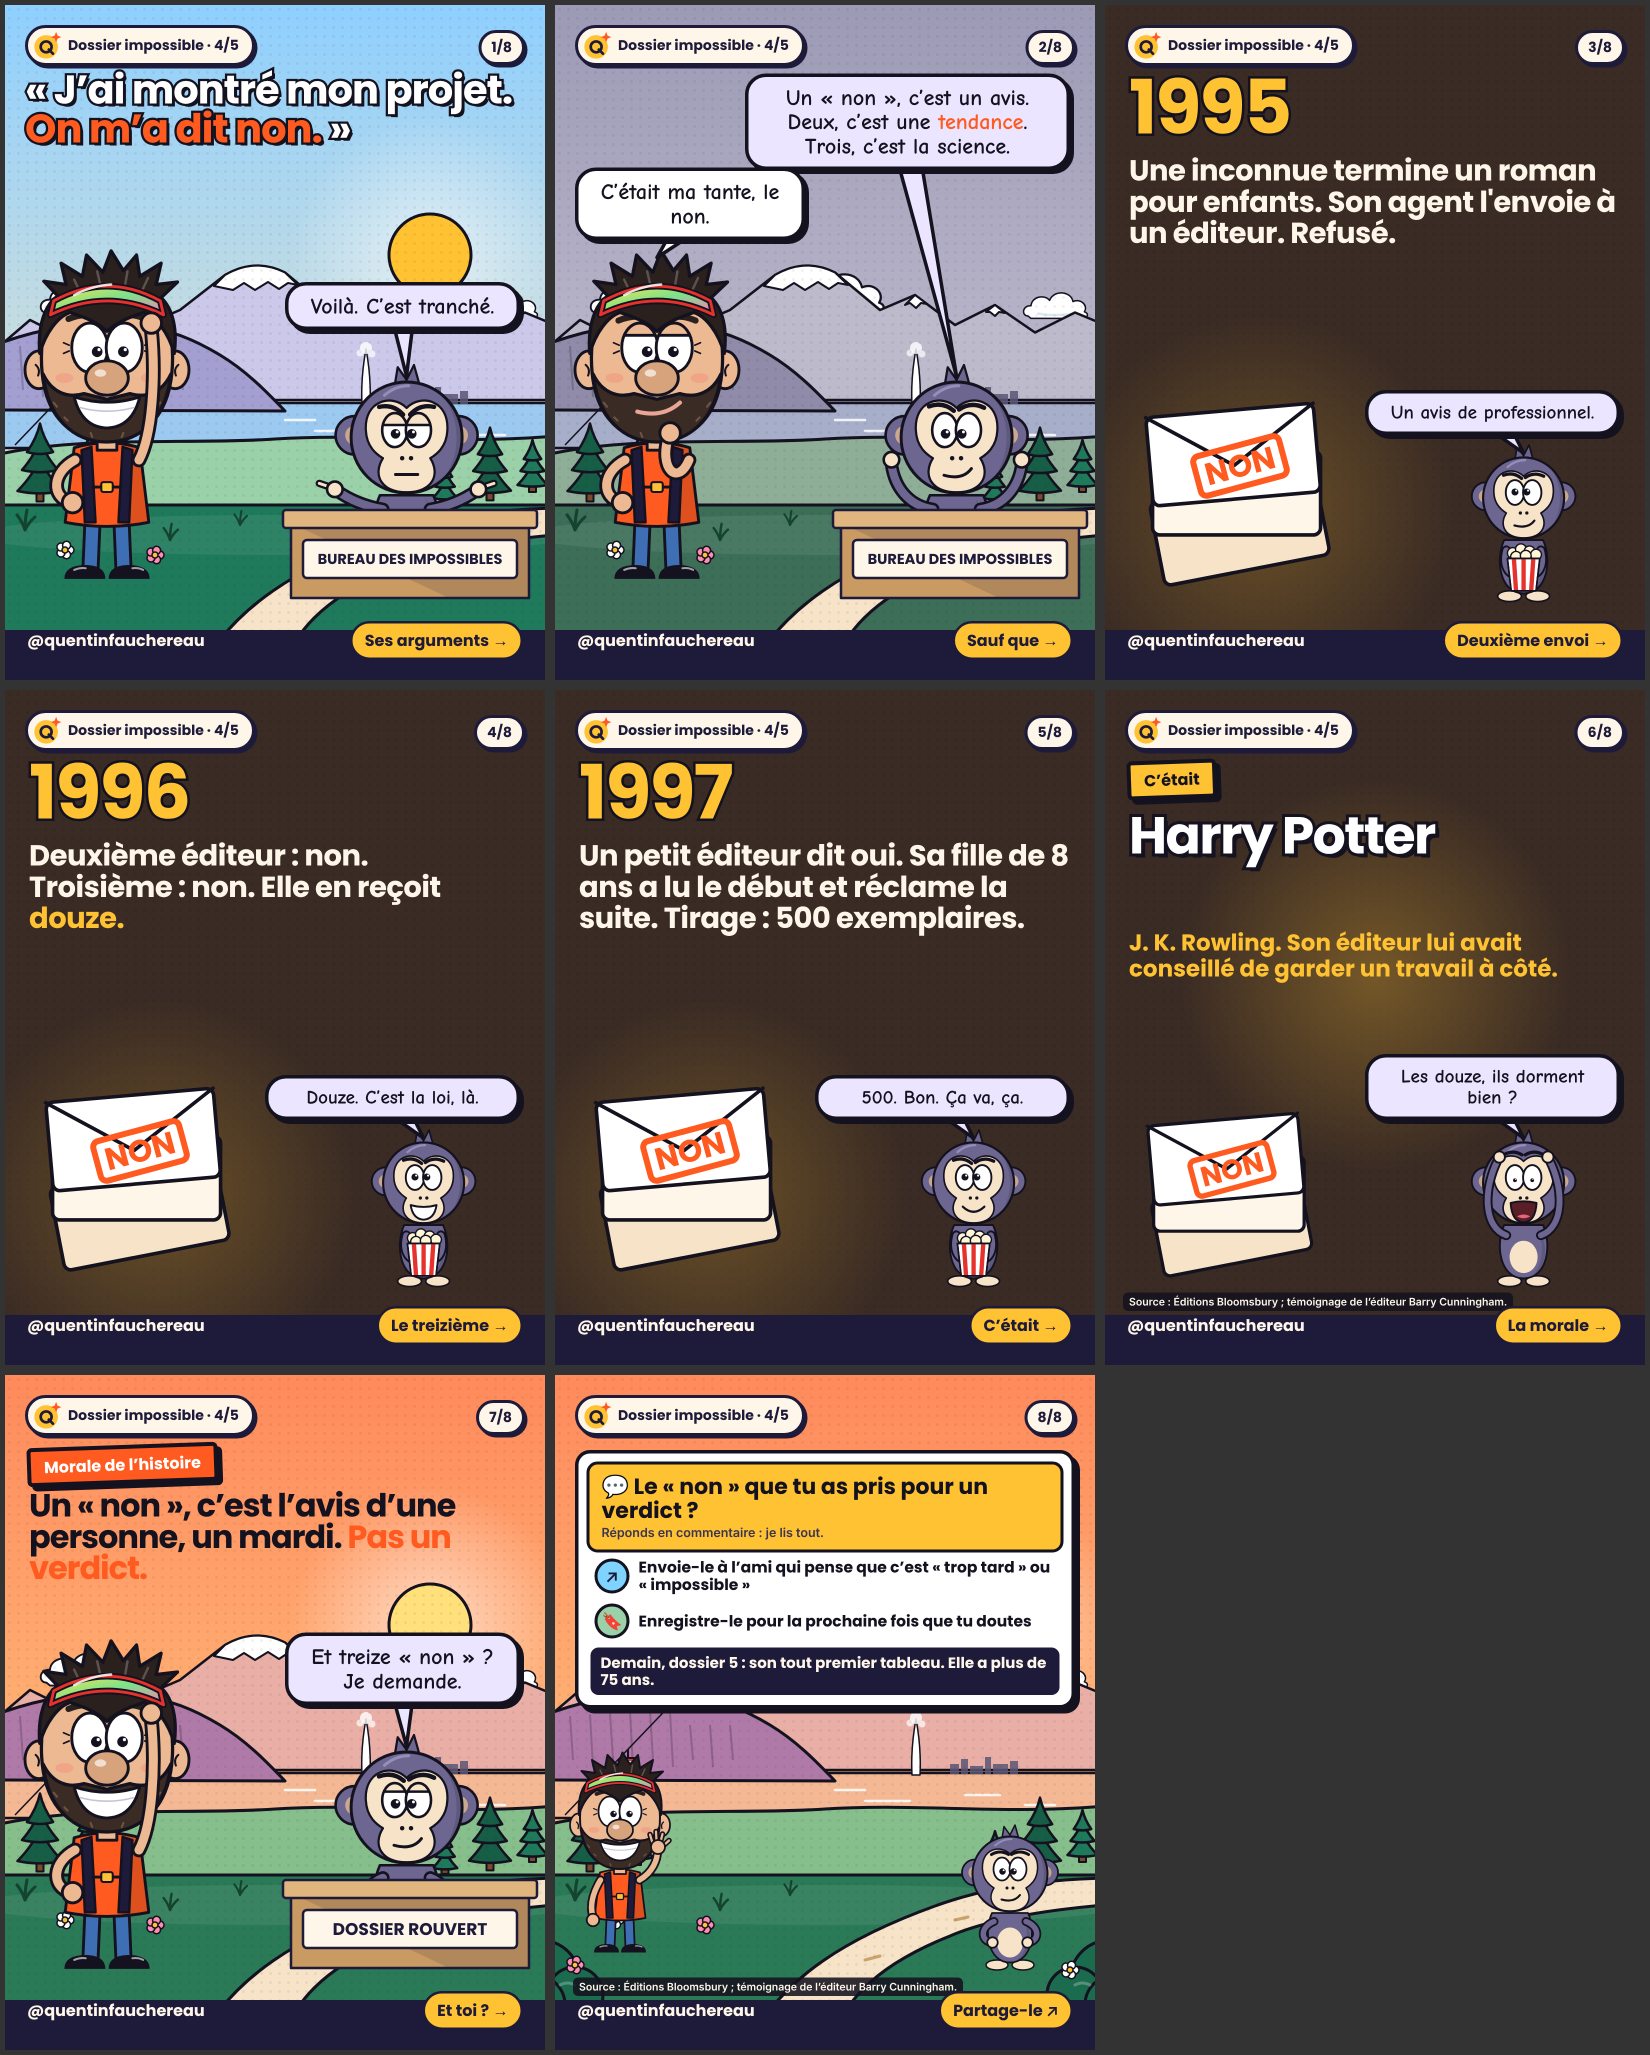 Dossier impossible · 4/5
1/8
« J’ai montré mon projet.
On m’a dit non. »
Voilà. C’est tranché.
BUREAU DES IMPOSSIBLES
@quentinfauchereau
Ses arguments →
Dossier impossible · 4/5
2/8
Un « non », c’est un avis.
Deux, c’est une tendance.
Trois, c’est la science.
C’était ma tante, le
non.
BUREAU DES IMPOSSIBLES
@quentinfauchereau
Sauf que →
Dossier impossible · 4/5
3/8
1995
Une inconnue termine un roman
pour enfants. Son agent l'envoie à
un éditeur. Refusé.
Un avis de professionnel.
NON
@quentinfauchereau
Deuxième envoi →
Dossier impossible · 4/5
4/8
1996
Deuxième éditeur : non.
Troisième : non. Elle en reçoit
douze.
Douze. C’est la loi, là.
NON
@quentinfauchereau
Le treizième →
Dossier impossible · 4/5
5/8
1997
Un petit éditeur dit oui. Sa fille de 8
ans a lu le début et réclame la
suite. Tirage : 500 exemplaires.
500. Bon. Ça va, ça.
NON
@quentinfauchereau
C’était →
Dossier impossible · 4/5
6/8
C’était
Harry Potter
J. K. Rowling. Son éditeur lui avait
conseillé de garder un travail à côté.
Les douze, ils dorment
bien ?
NON
Source : Éditions Bloomsbury ; témoignage de l’éditeur Barry Cunningham.
@quentinfauchereau
La morale →
Dossier impossible · 4/5
7/8
Morale de l’histoire
Un « non », c’est l’avis d’une
personne, un mardi. Pas un
verdict.
Et treize « non » ?
Je demande.
DOSSIER ROUVERT
@quentinfauchereau
Et toi ? →
Dossier impossible · 4/5
8/8
💬 Le « non » que tu as pris pour un
verdict ?
Réponds en commentaire : je lis tout.
Envoie-le à l’ami qui pense que c’est « trop tard » ou
« impossible »
Enregistre-le pour la prochaine fois que tu doutes
Demain, dossier 5 : son tout premier tableau. Elle a plus de
75 ans.
Source : Éditions Bloomsbury ; témoignage de l’éditeur Barry Cunningham.
@quentinfauchereau
Partage-le ↗